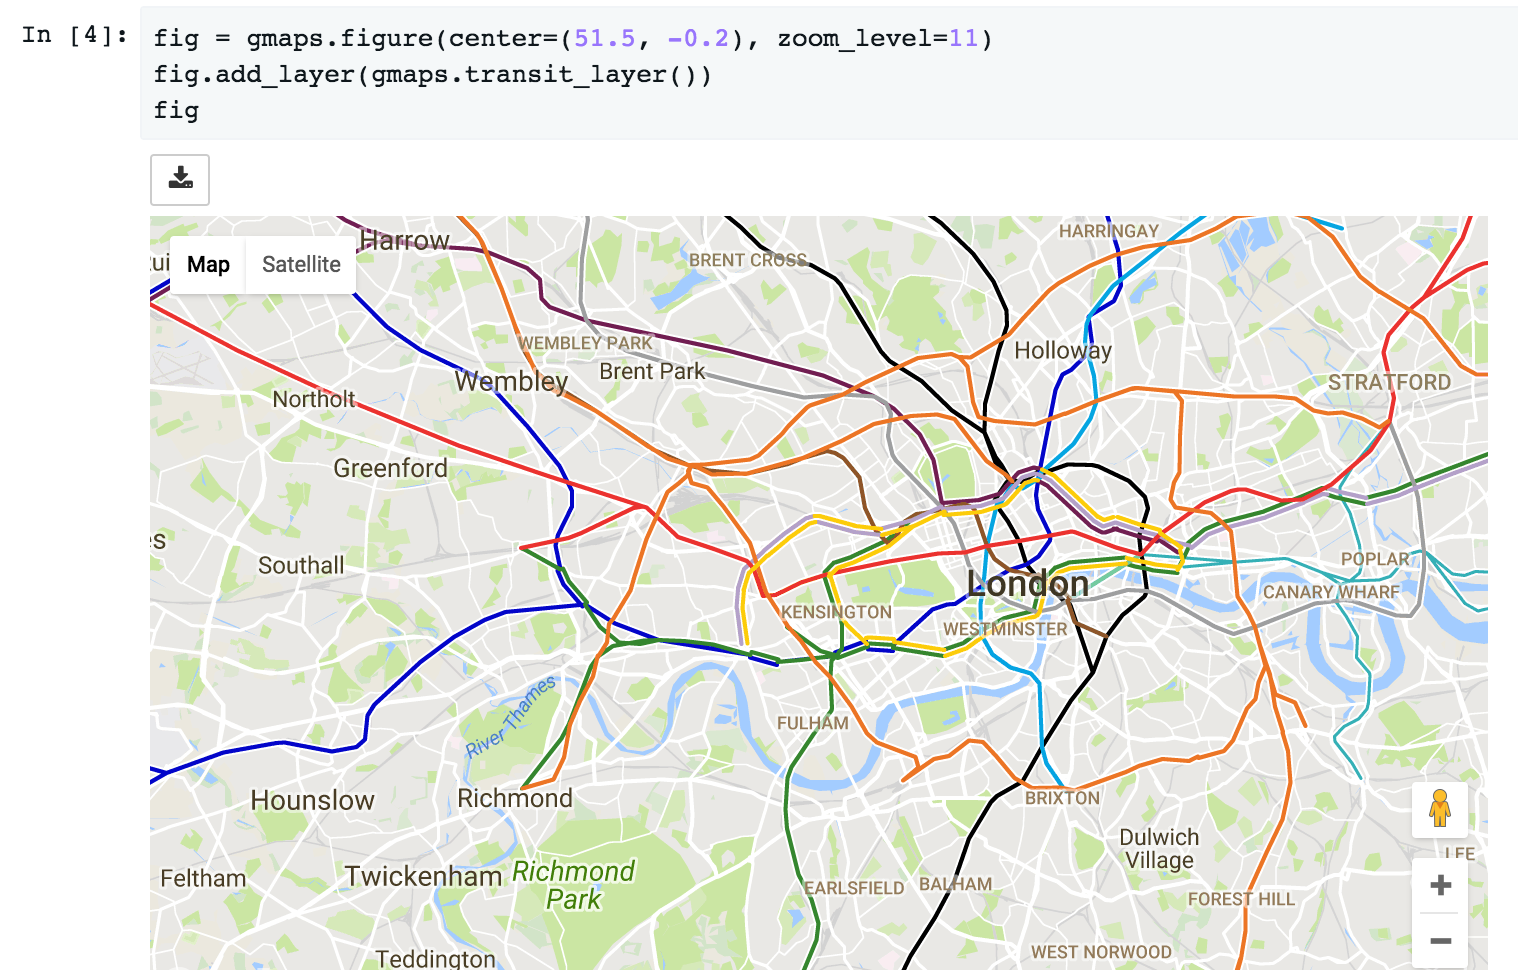 In [4]:
fig = gmaps.figure(center=(51.5, -0.2), zoom_level=11)
fig.add_layer(gmaps.transit_layer())
fig
Harrow
HARRINGAY
Map
Satellite
BRENT CROSS
WEMBLEY PARK
Holloway
Wembley
Brent Park
STRATFORD
Northolt
Greenford
Southall
POPLAR
London
CANARY WHARF
KENSINGTON
WESTMINSTER
River Thames
FULHAM
Hounslow
Richmond
BRIXTON
Dulwich
Village
LEE
Feltham
Twickenham
Richmond
Park
EARLSFIELD
BALHAM
FOREST HILL
WEST NORWOOD
Teddington